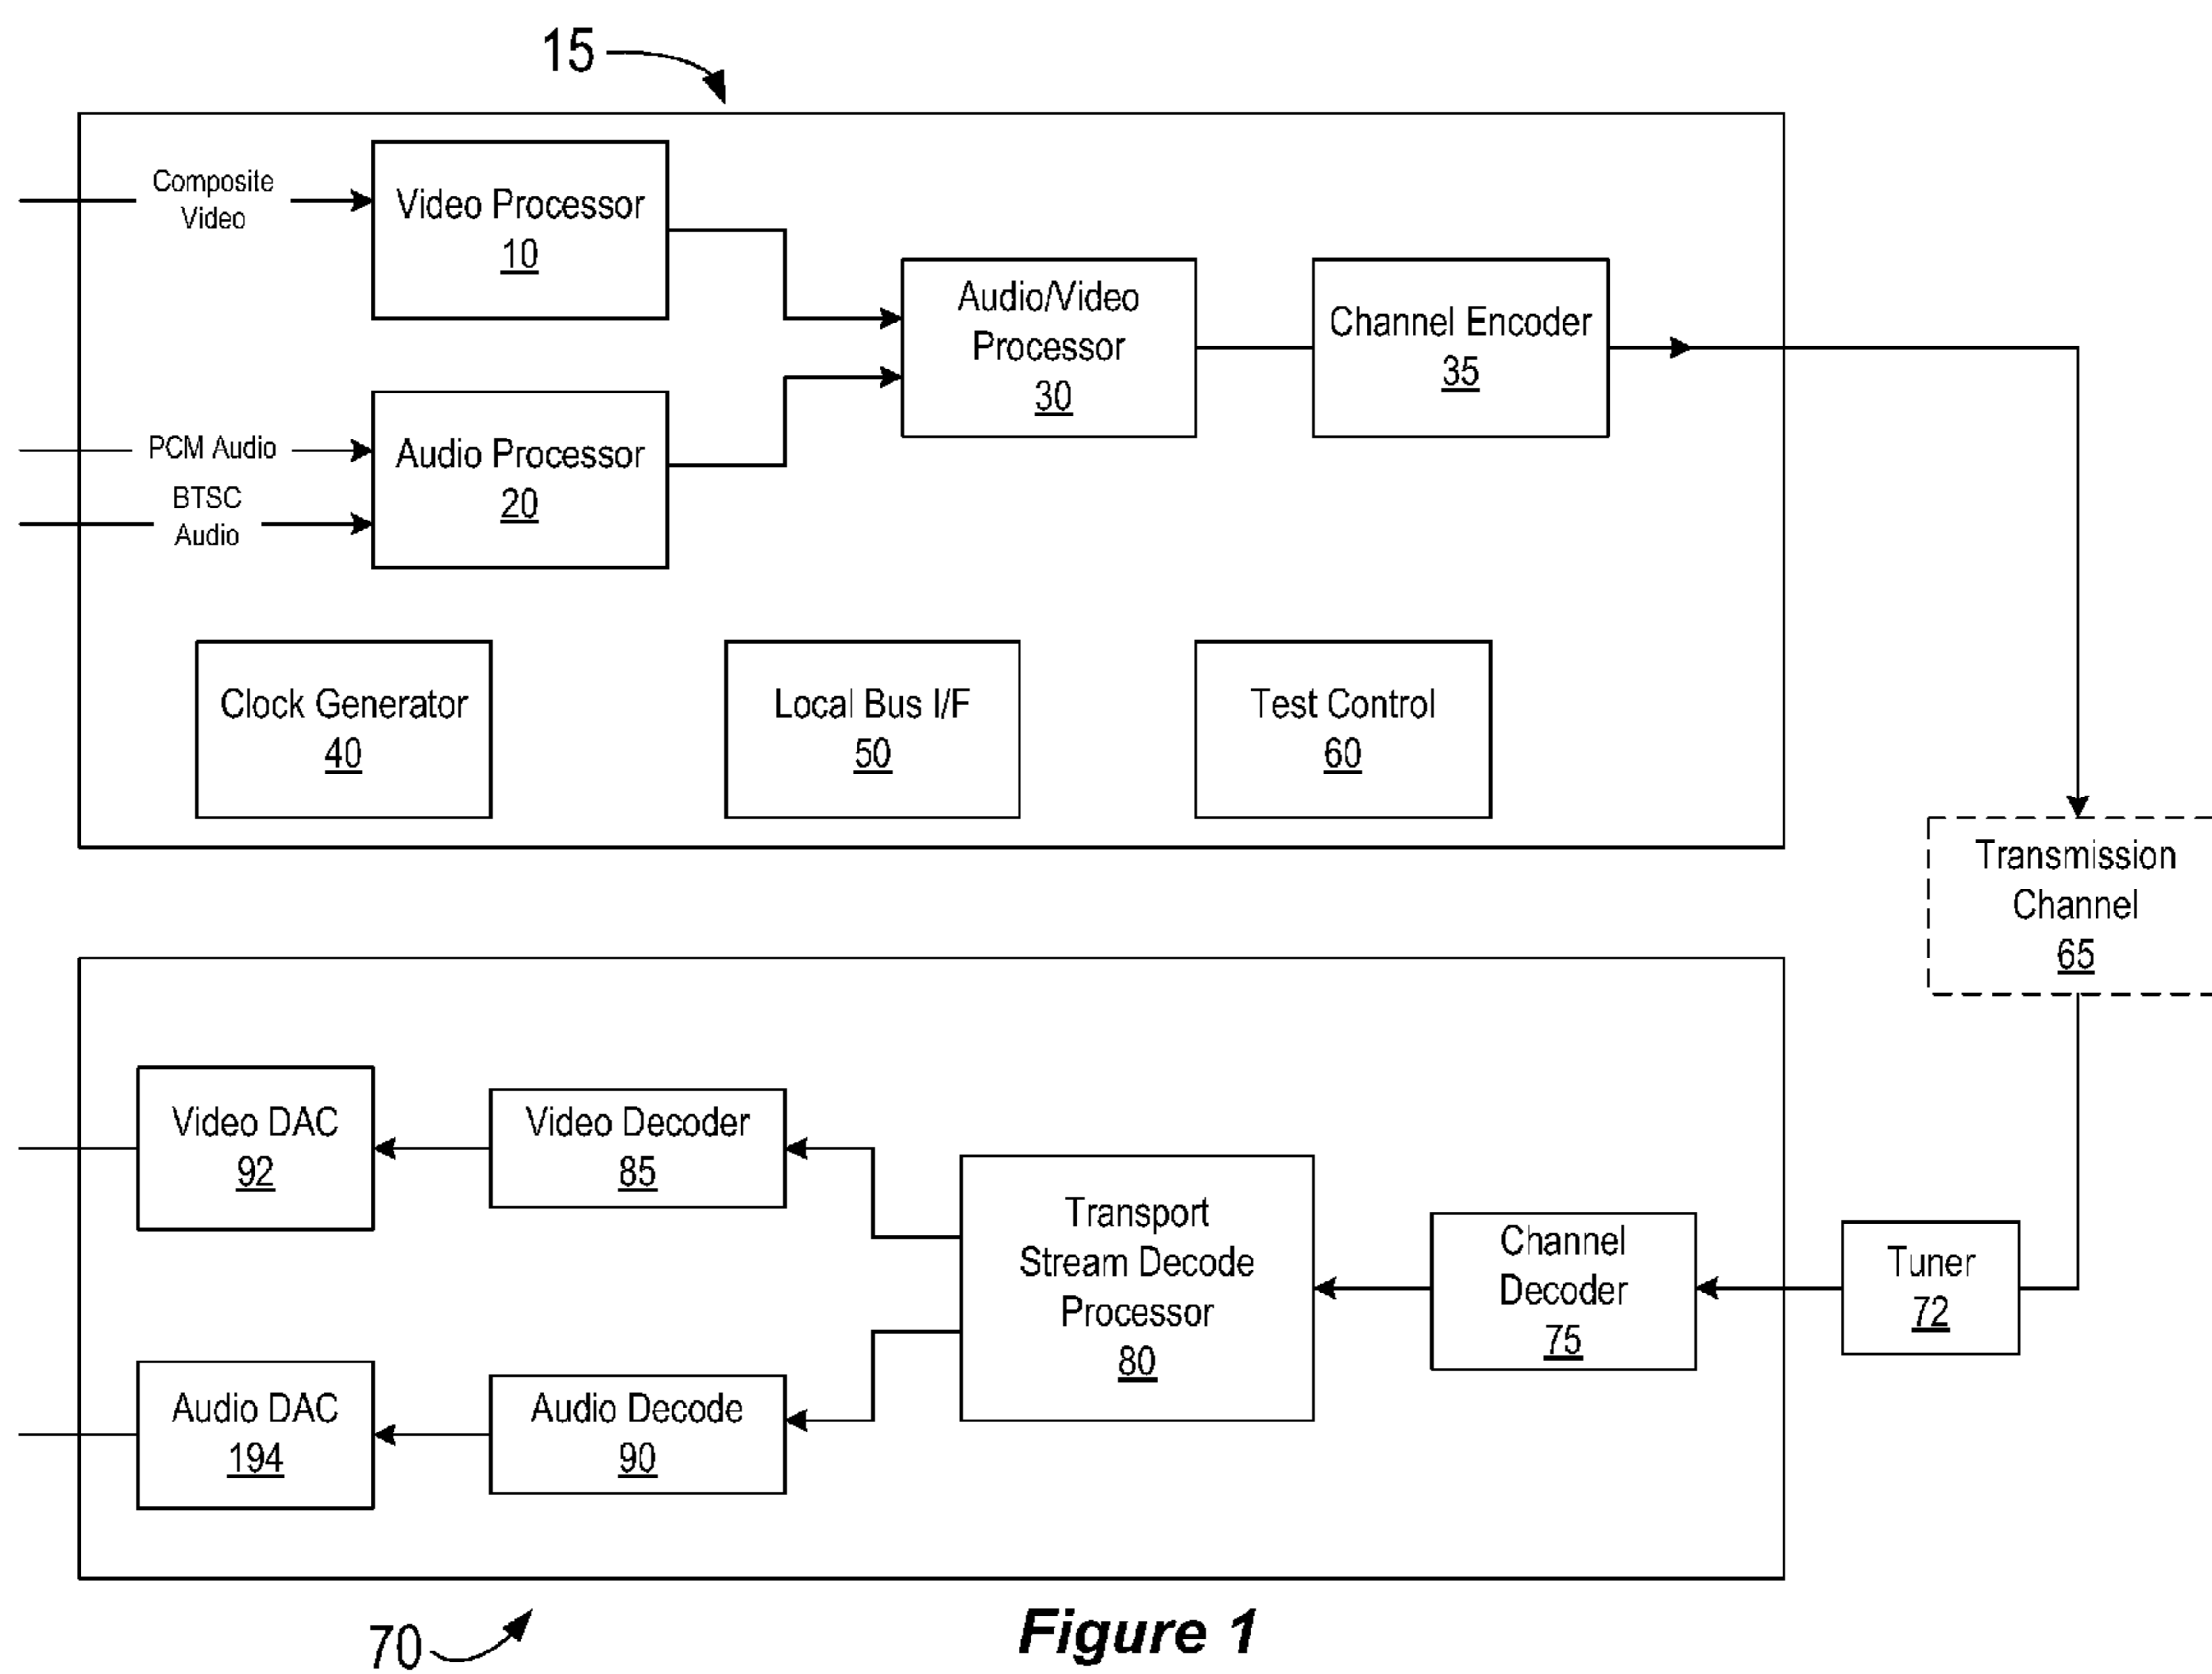 15
Composite
Video
Video Processor
10
Audio/Video
Processor
30
Channel Encoder
35
PCM Audio
BTSC
Audio
Audio Processor
20
Clock Generator
40
Local Bus I/F
50
Test Control
60
Transmission
Channel
65
Video DAC
92
Video Decoder
85
Transport
Stream Decode
Processor
80
Channel
Decoder
75
Tuner
72
Audio DAC
194
Audio Decode
90
70
Figure 1